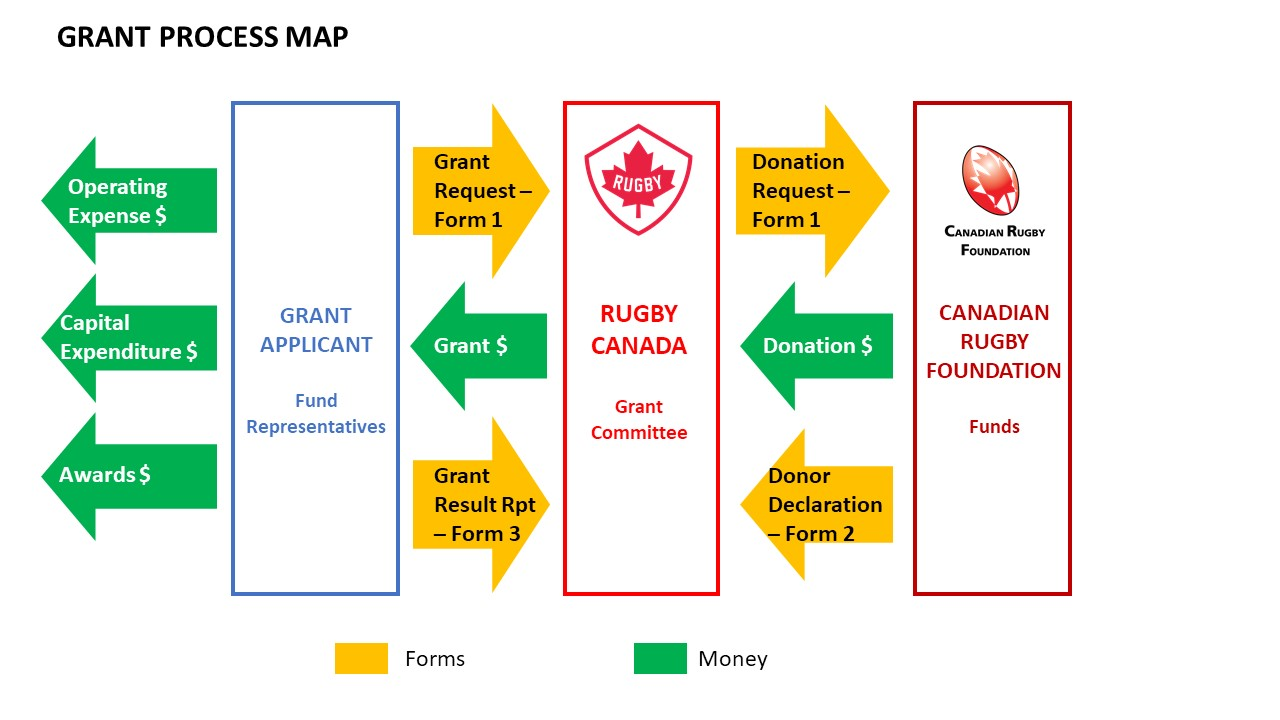 GRANT PROCESS MAP
Operating
Expense $
Capital
Expenditure $
Awards $
GRANT
APPLICANT
Fund
Representatives
Grant
Request –
Form 1
Grant $
Grant
Result Rpt
– Form 3
RUGBY
RUGBY
CANADA
Grant
Committee
Donation
Request –
Form 1
Donation $
Donor
Declaration
– Form 2
CANADIAN RUGBY
FOUNDATION
CANADIAN
RUGBY
FOUNDATION
Funds
Forms
Money